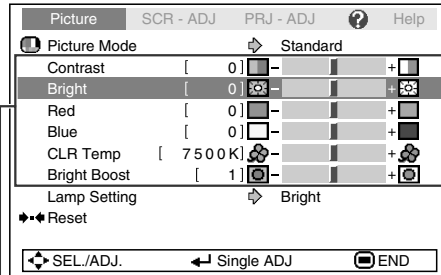 Picture SCR - ADJ PRJ - ADJ ? Help
Picture Mode Standard
Contrast [ 0] - +
Bright [ 0] - +
Red [ 0] - +
Blue [ 0] - +
CLR Temp [ 7500K] - +
Bright Boost [ 1] - +
Lamp Setting Bright
Reset
SEL./ADJ. Single ADJ END